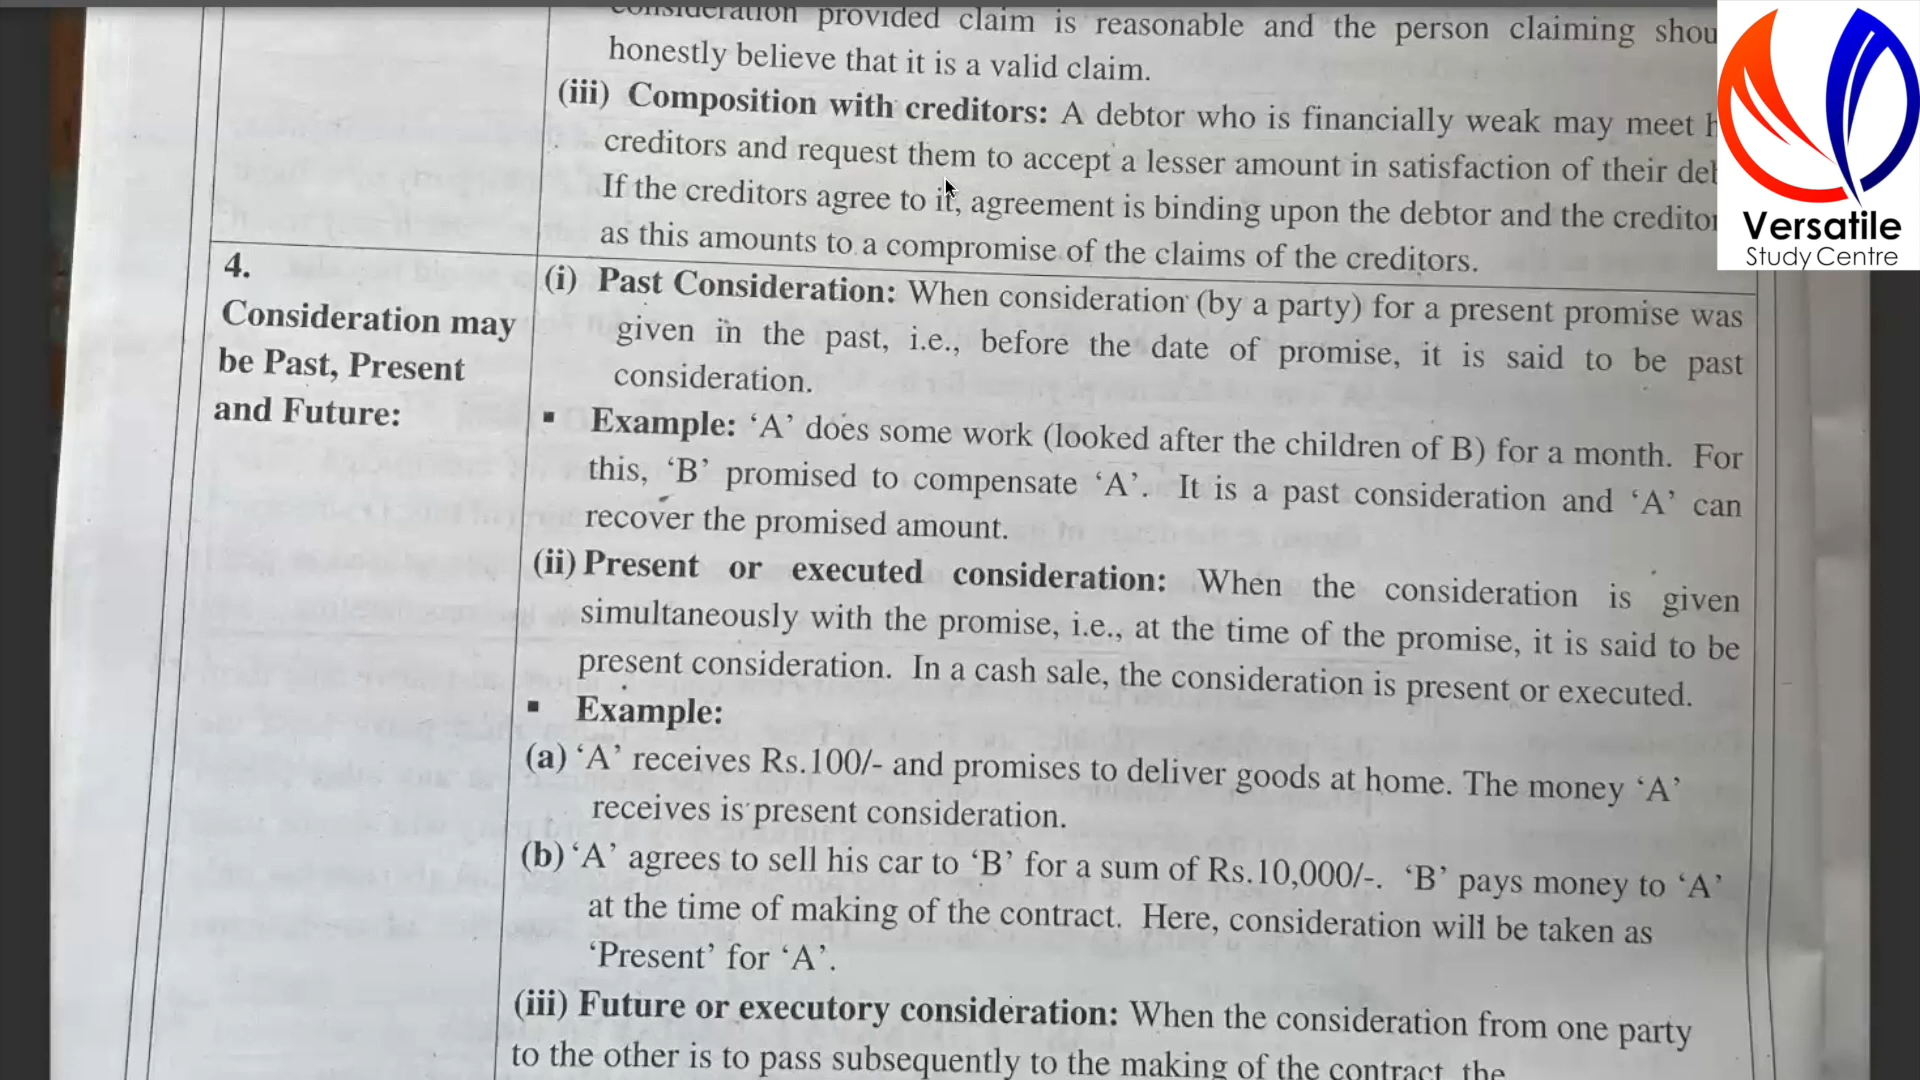 consideration provided claim is reasonable and the person claiming shou
honestly believe that it is a valid claim.
(iii) Composition with creditors: A debtor who is financially weak may meet h
creditors and request them to accept a lesser amount in satisfaction of their deb
If the creditors agree to it, agreement is binding upon the debtor and the creditor
as this amounts to a compromise of the claims of the creditors.
Versatile
Study Centre
4.
Consideration may
be Past, Present
and Future:
(i) Past Consideration: When consideration (by a party) for a present promise was
given in the past, i.e., before the date of promise, it is said to be past
consideration.
▪ Example: ‘A’ does some work (looked after the children of B) for a month. For
this, ‘B’ promised to compensate ‘A’. It is a past consideration and ‘A’ can
recover the promised amount.
(ii) Present or executed consideration: When the consideration is given
simultaneously with the promise, i.e., at the time of the promise, it is said to be
present consideration. In a cash sale, the consideration is present or executed.
▪ Example:
(a) ‘A’ receives Rs.100/- and promises to deliver goods at home. The money ‘A’
receives is present consideration.
(b) ‘A’ agrees to sell his car to ‘B’ for a sum of Rs.10,000/-. ‘B’ pays money to ‘A’
at the time of making of the contract. Here, consideration will be taken as
‘Present’ for ‘A’.
(iii) Future or executory consideration: When the consideration from one party
to the other is to pass subsequently to the making of the contract, the